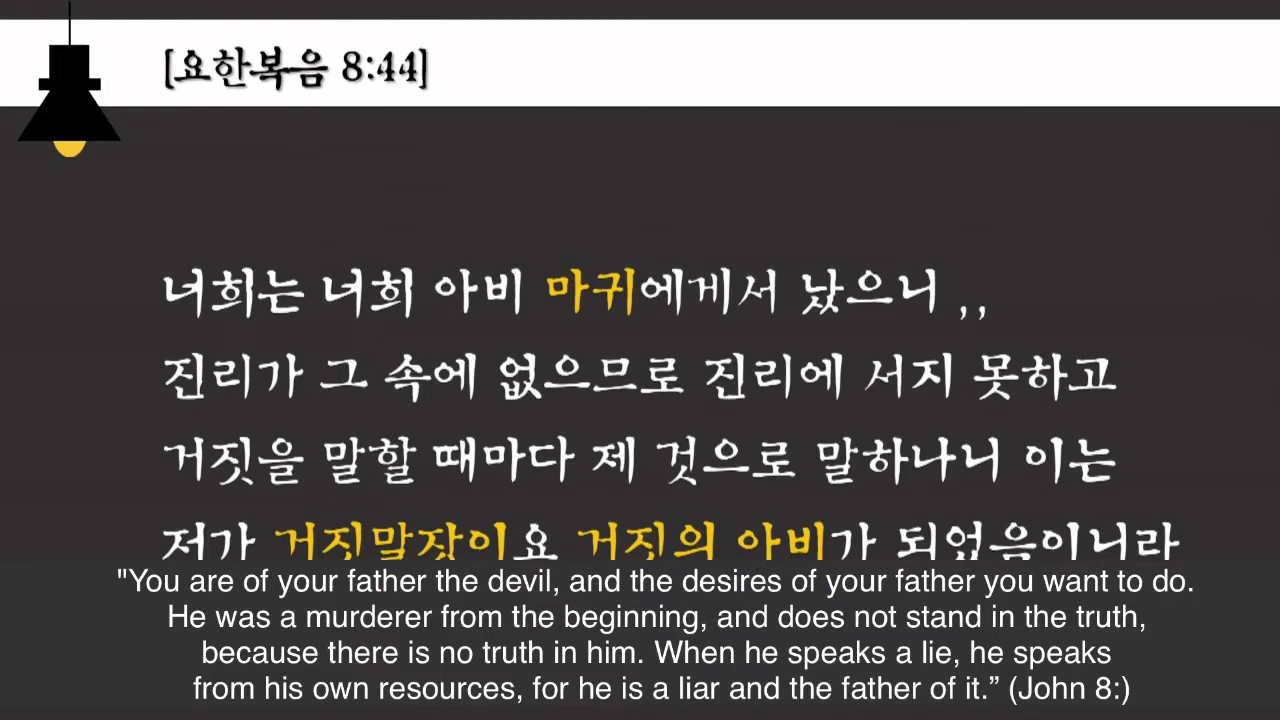 [요한복음 8:44]
너희는 너희 아비 마귀에게서 났으니 ,,
진리가 그 속에 없으므로 진리에 서지 못하고
거짓을 말할 때마다 제 것으로 말하나니 이는
저가 거짓말장이요 거짓의 아비가 되었음이니라
"You are of your father the devil, and the desires of your father you want to do.
He was a murderer from the beginning, and does not stand in the truth,
because there is no truth in him. When he speaks a lie, he speaks
from his own resources, for he is a liar and the father of it.” (John 8:)